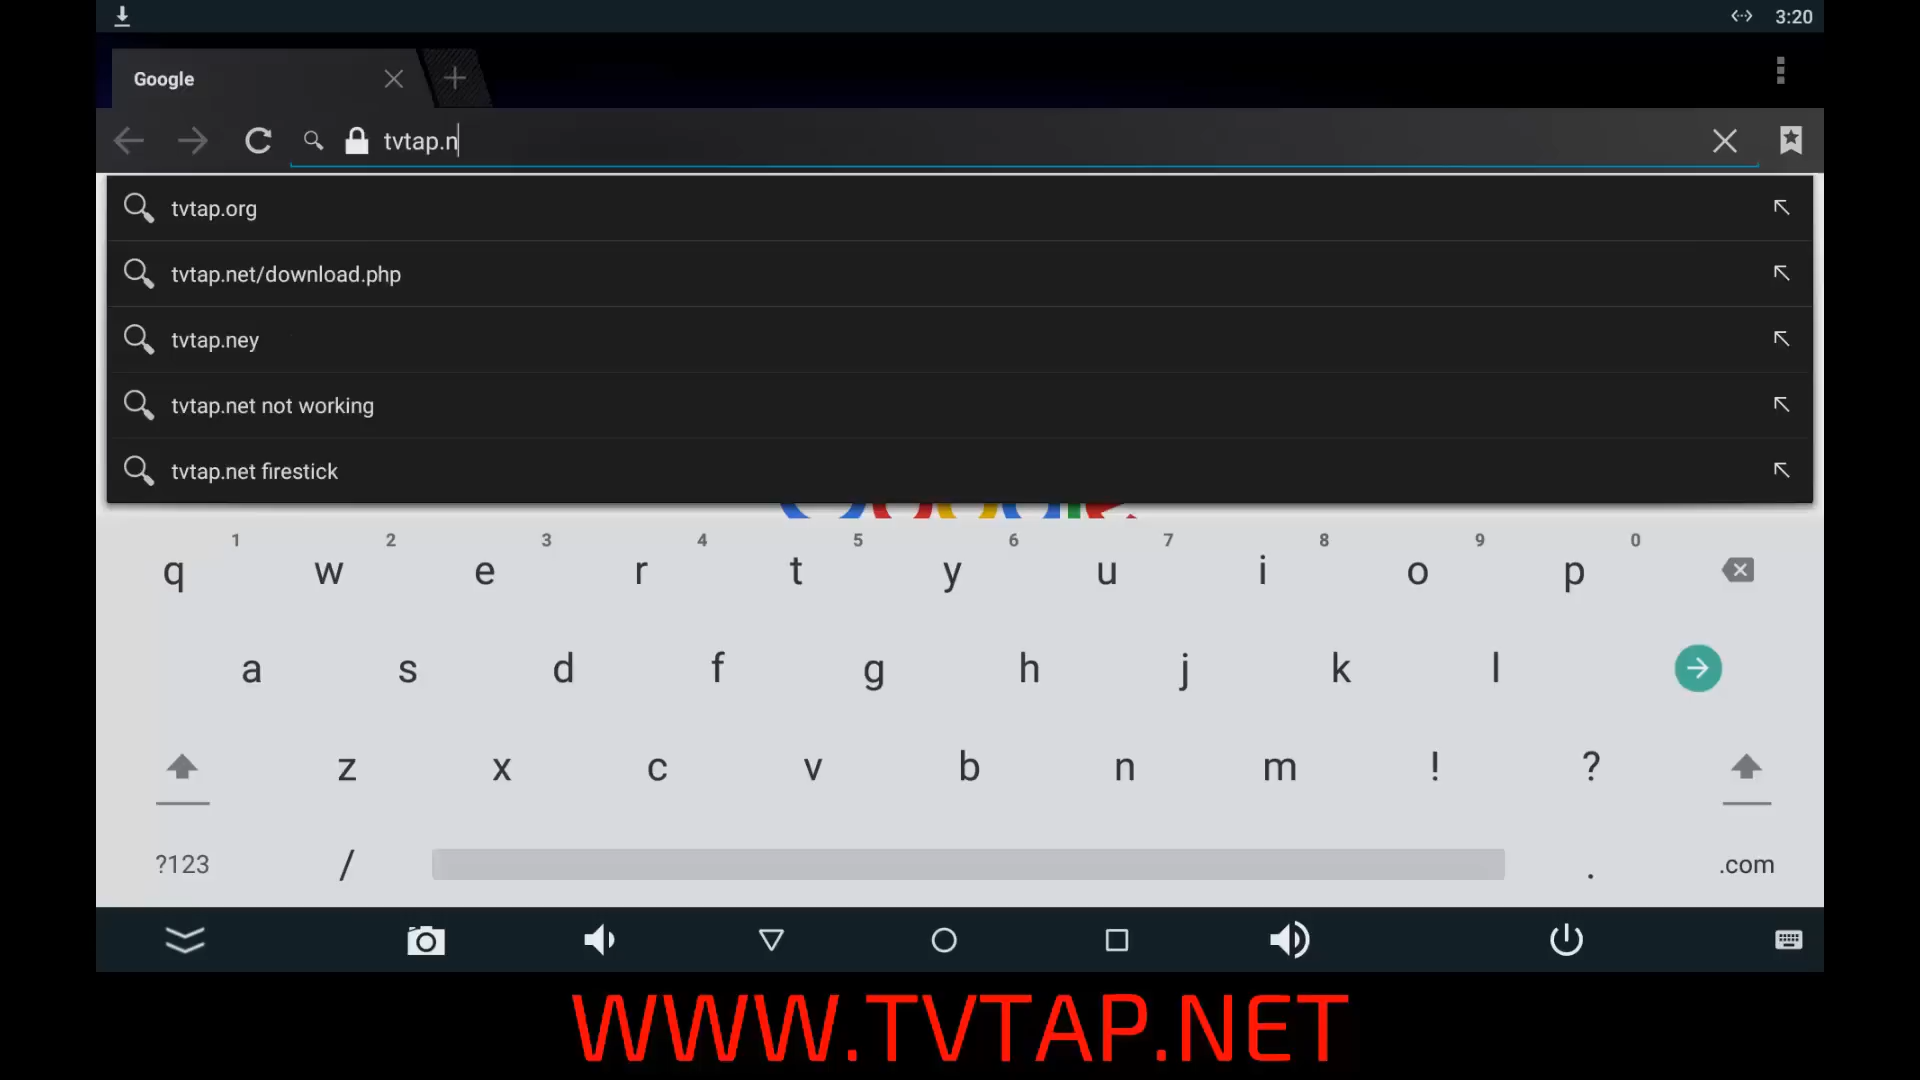 3:20
Google
tvtap.n
tvtap.org
tvtap.net/download.php
tvtap.ney
tvtap.net not working
tvtap.net firestick
1 2 3 4 5 6 7 8 9 0
q w e r t y u i o p
a s d f g h j k l
z x c v b n m ! ?
?123 / . .com
WWW.TVTAP.NET